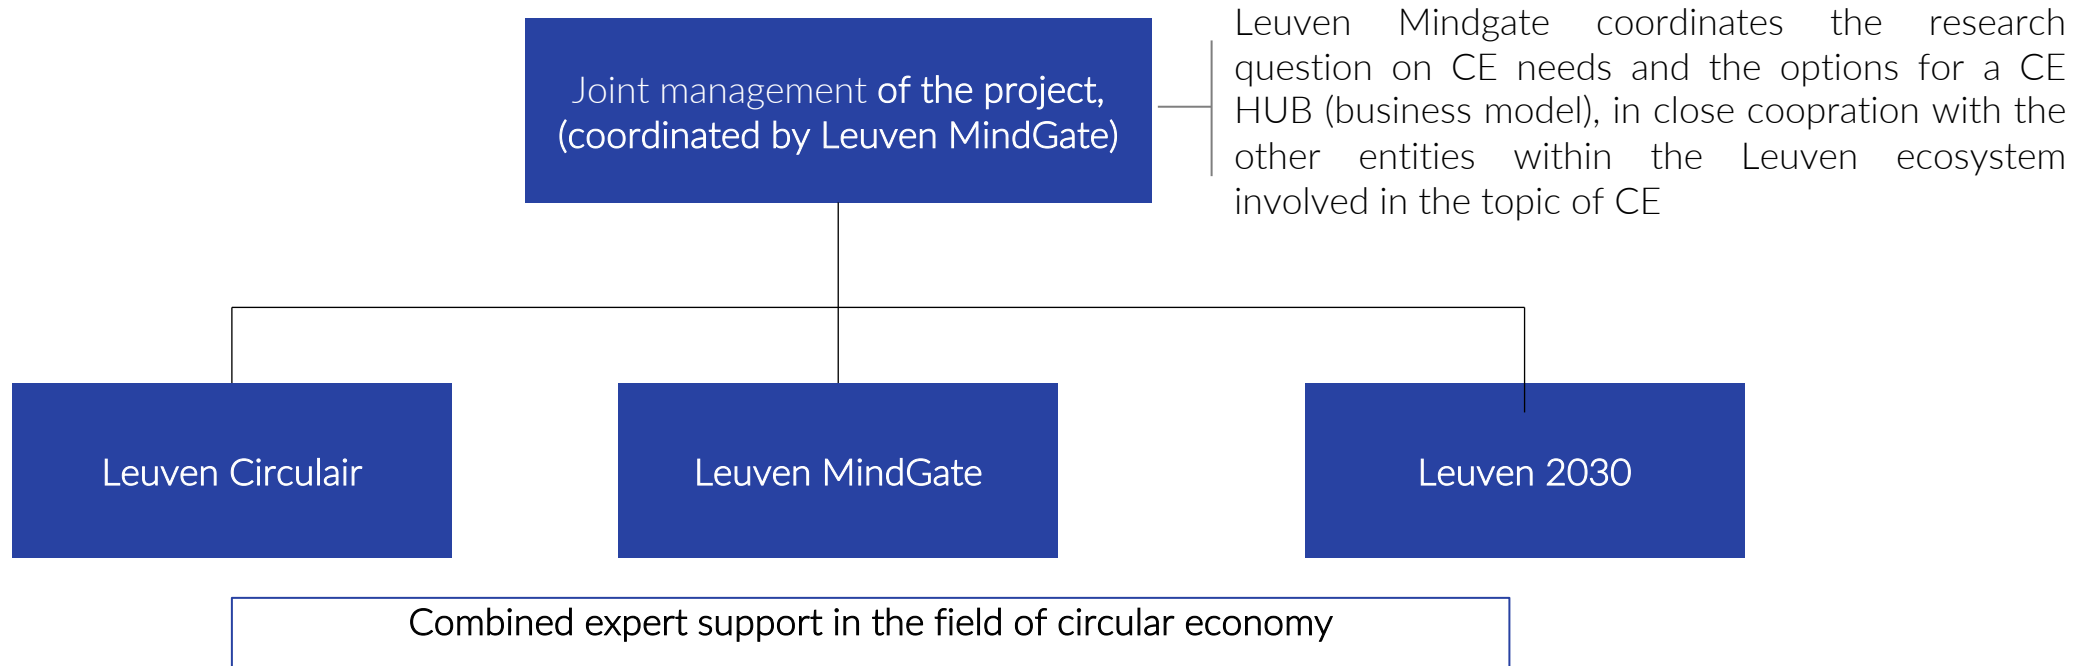 Joint management of the project,
(coordinated by Leuven MindGate)
Leuven Mindgate coordinates the research
question on CE needs and the options for a CE
HUB (business model), in close coopration with the
other entities within the Leuven ecosystem
involved in the topic of CE
Leuven Circulair
Leuven MindGate
Leuven 2030
Combined expert support in the field of circular economy